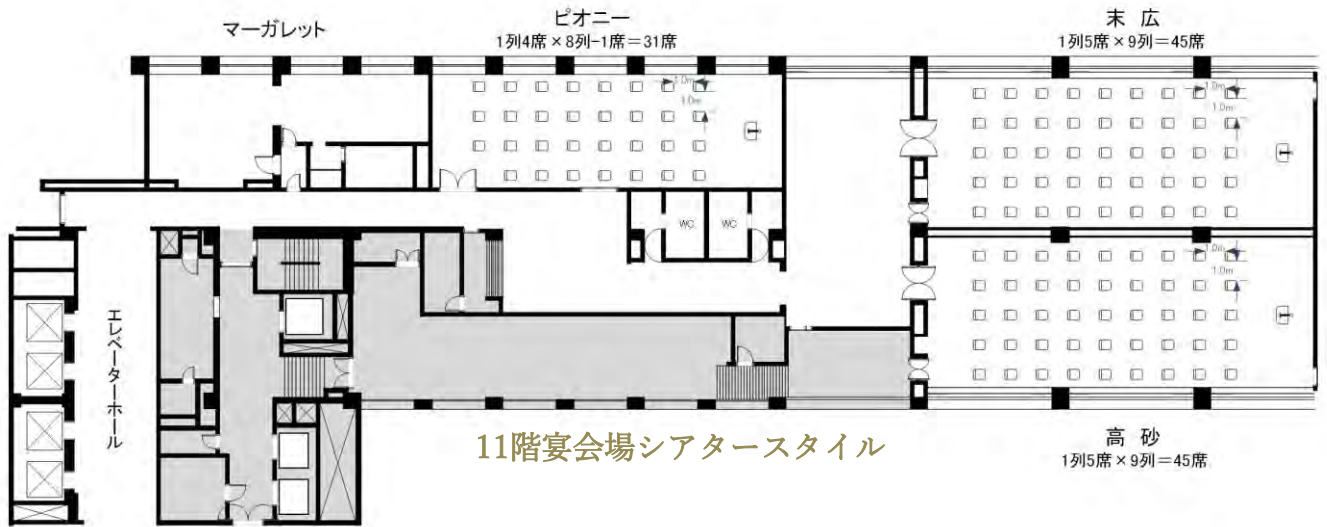 マーガレット
ピオニー
1列4席×8列-1席＝31席
末 広
1列5席×9列＝45席
1.0m
1.0m
1.0m
1.0m
WC
WC
1.0m
1.0m
エレベーターホール
11階宴会場シアタースタイル
高 砂
1列5席×9列＝45席